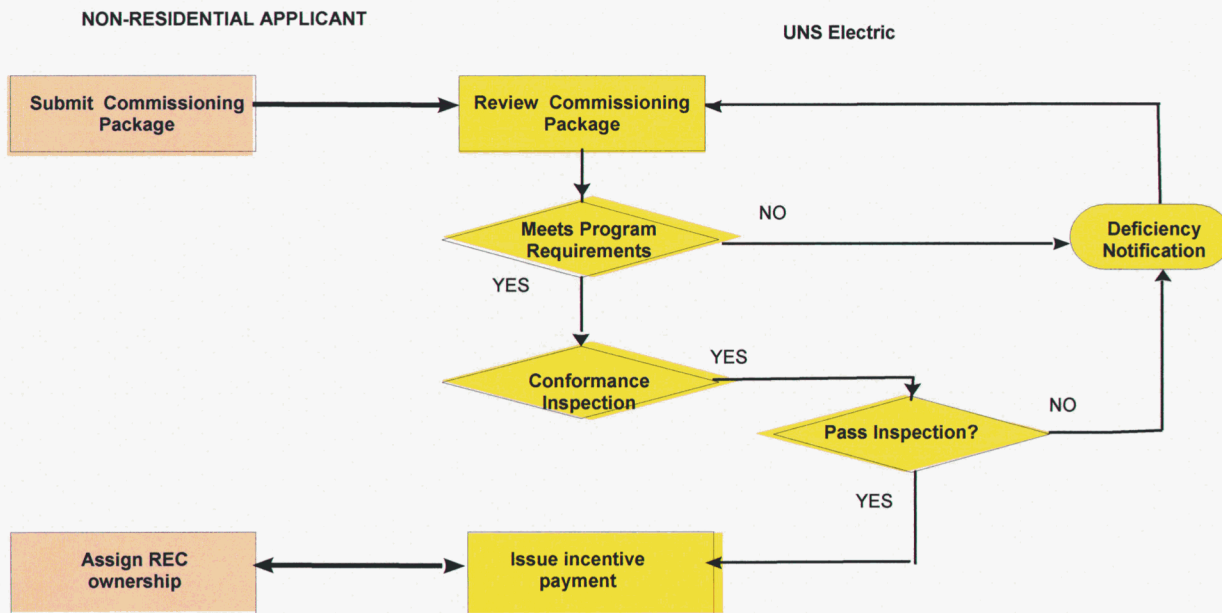 NON-RESIDENTIAL APPLICANT
UNS Electric
Submit Commissioning
Package
Review Commissioning
Package
NO
Meets Program
Requirements
Deficiency
Notification
YES
YES
Conformance
Inspection
NO
Pass Inspection?
YES
Assign REC
ownership
Issue incentive
payment